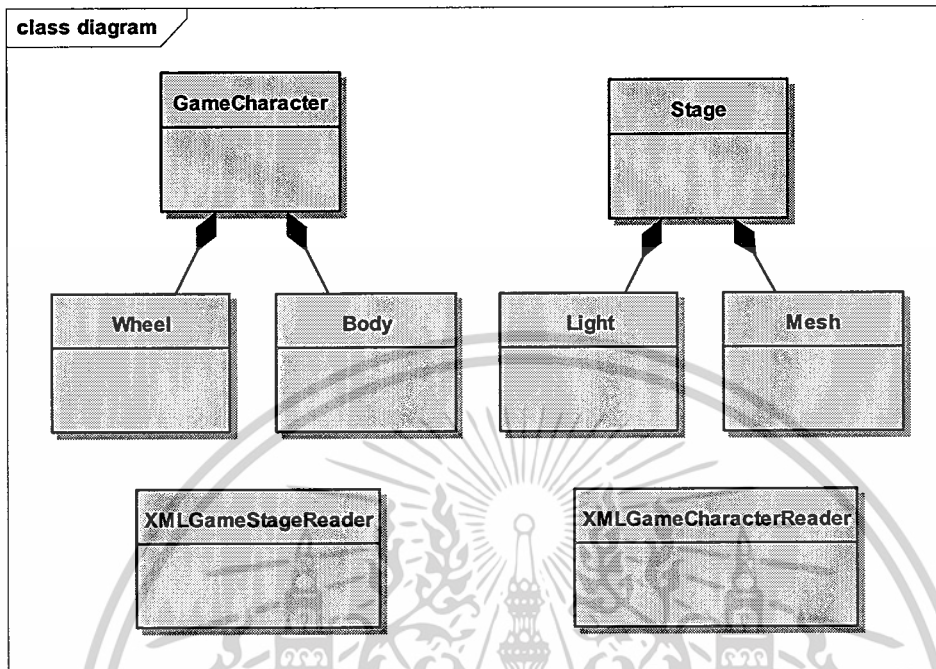 class diagram
GameCharacter
Stage
Wheel
Body
Light
Mesh
XMLGameStageReader
XMLGameCharacterReader